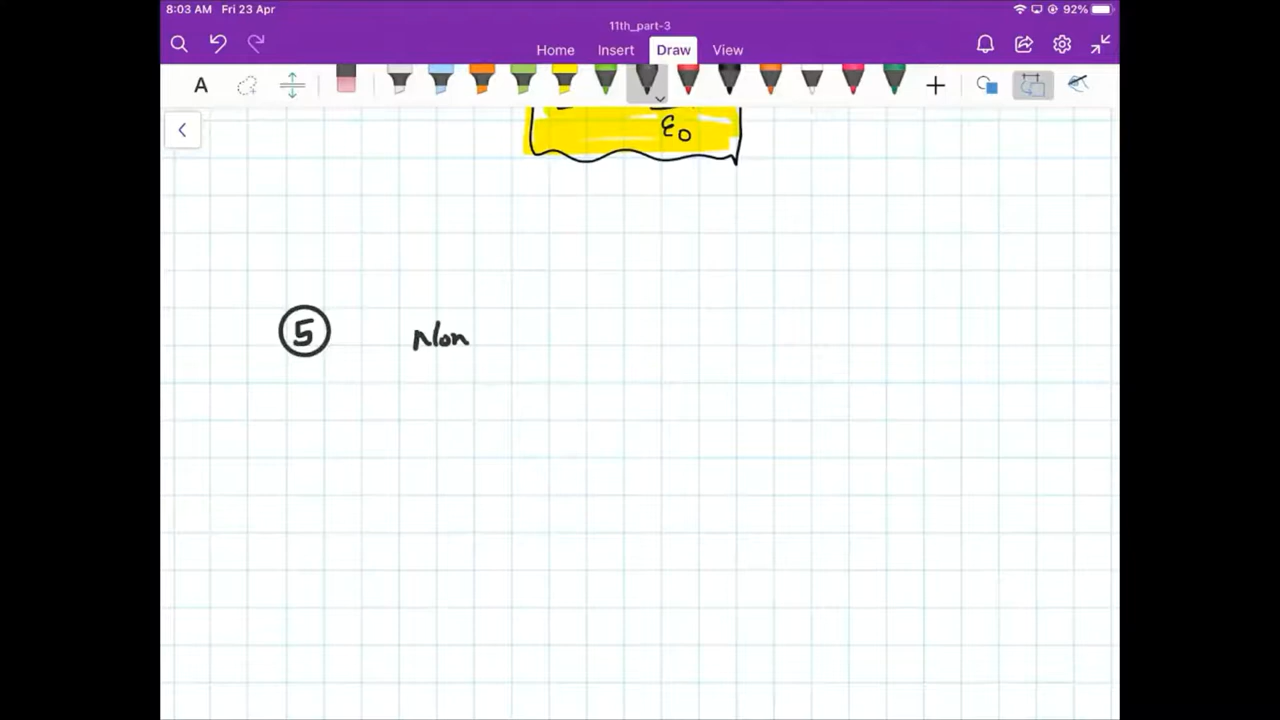 8:03 AM Fri 23 Apr
92%
11th_part-3
Home Insert Draw View
A
ε0
5 Non